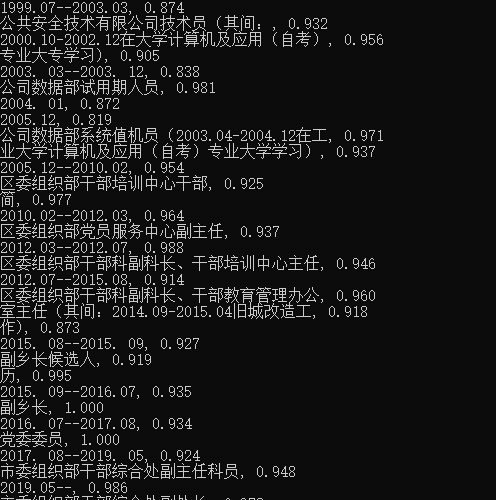 1999.07--2003.03, 0.874
公共安全技术有限公司技术员（其间：, 0.932
2000.10-2002.12在大学计算机及应用（自考）, 0.956
专业大专学习）, 0.905
2003. 03--2003. 12, 0.838
公司数据部试用期人员, 0.981
2004. 01, 0.872
2005.12, 0.819
公司数据部系统值机员（2003.04-2004.12在工, 0.971
业大学计算机及应用（自考）专业大学学习）, 0.937
2005.12--2010.02, 0.954
区委组织部干部培训中心干部, 0.925
简, 0.977
2010.02--2012.03, 0.964
区委组织部党员服务中心副主任, 0.937
2012.03--2012.07, 0.988
区委组织部干部科副科长、干部培训中心主任, 0.946
2012.07--2015.08, 0.914
区委组织部干部科副科长、干部教育管理办公, 0.960
室主任（其间：2014.09-2015.04旧城改造工, 0.918
作）, 0.873
2015. 08--2015. 09, 0.927
副乡长候选人, 0.919
历, 0.995
2015. 09--2016.07, 0.935
副乡长, 1.000
2016. 07--2017.08, 0.934
党委委员, 1.000
2017. 08--2019. 05, 0.924
市委组织部干部综合处副主任科员, 0.948
2019.05--, 0.986